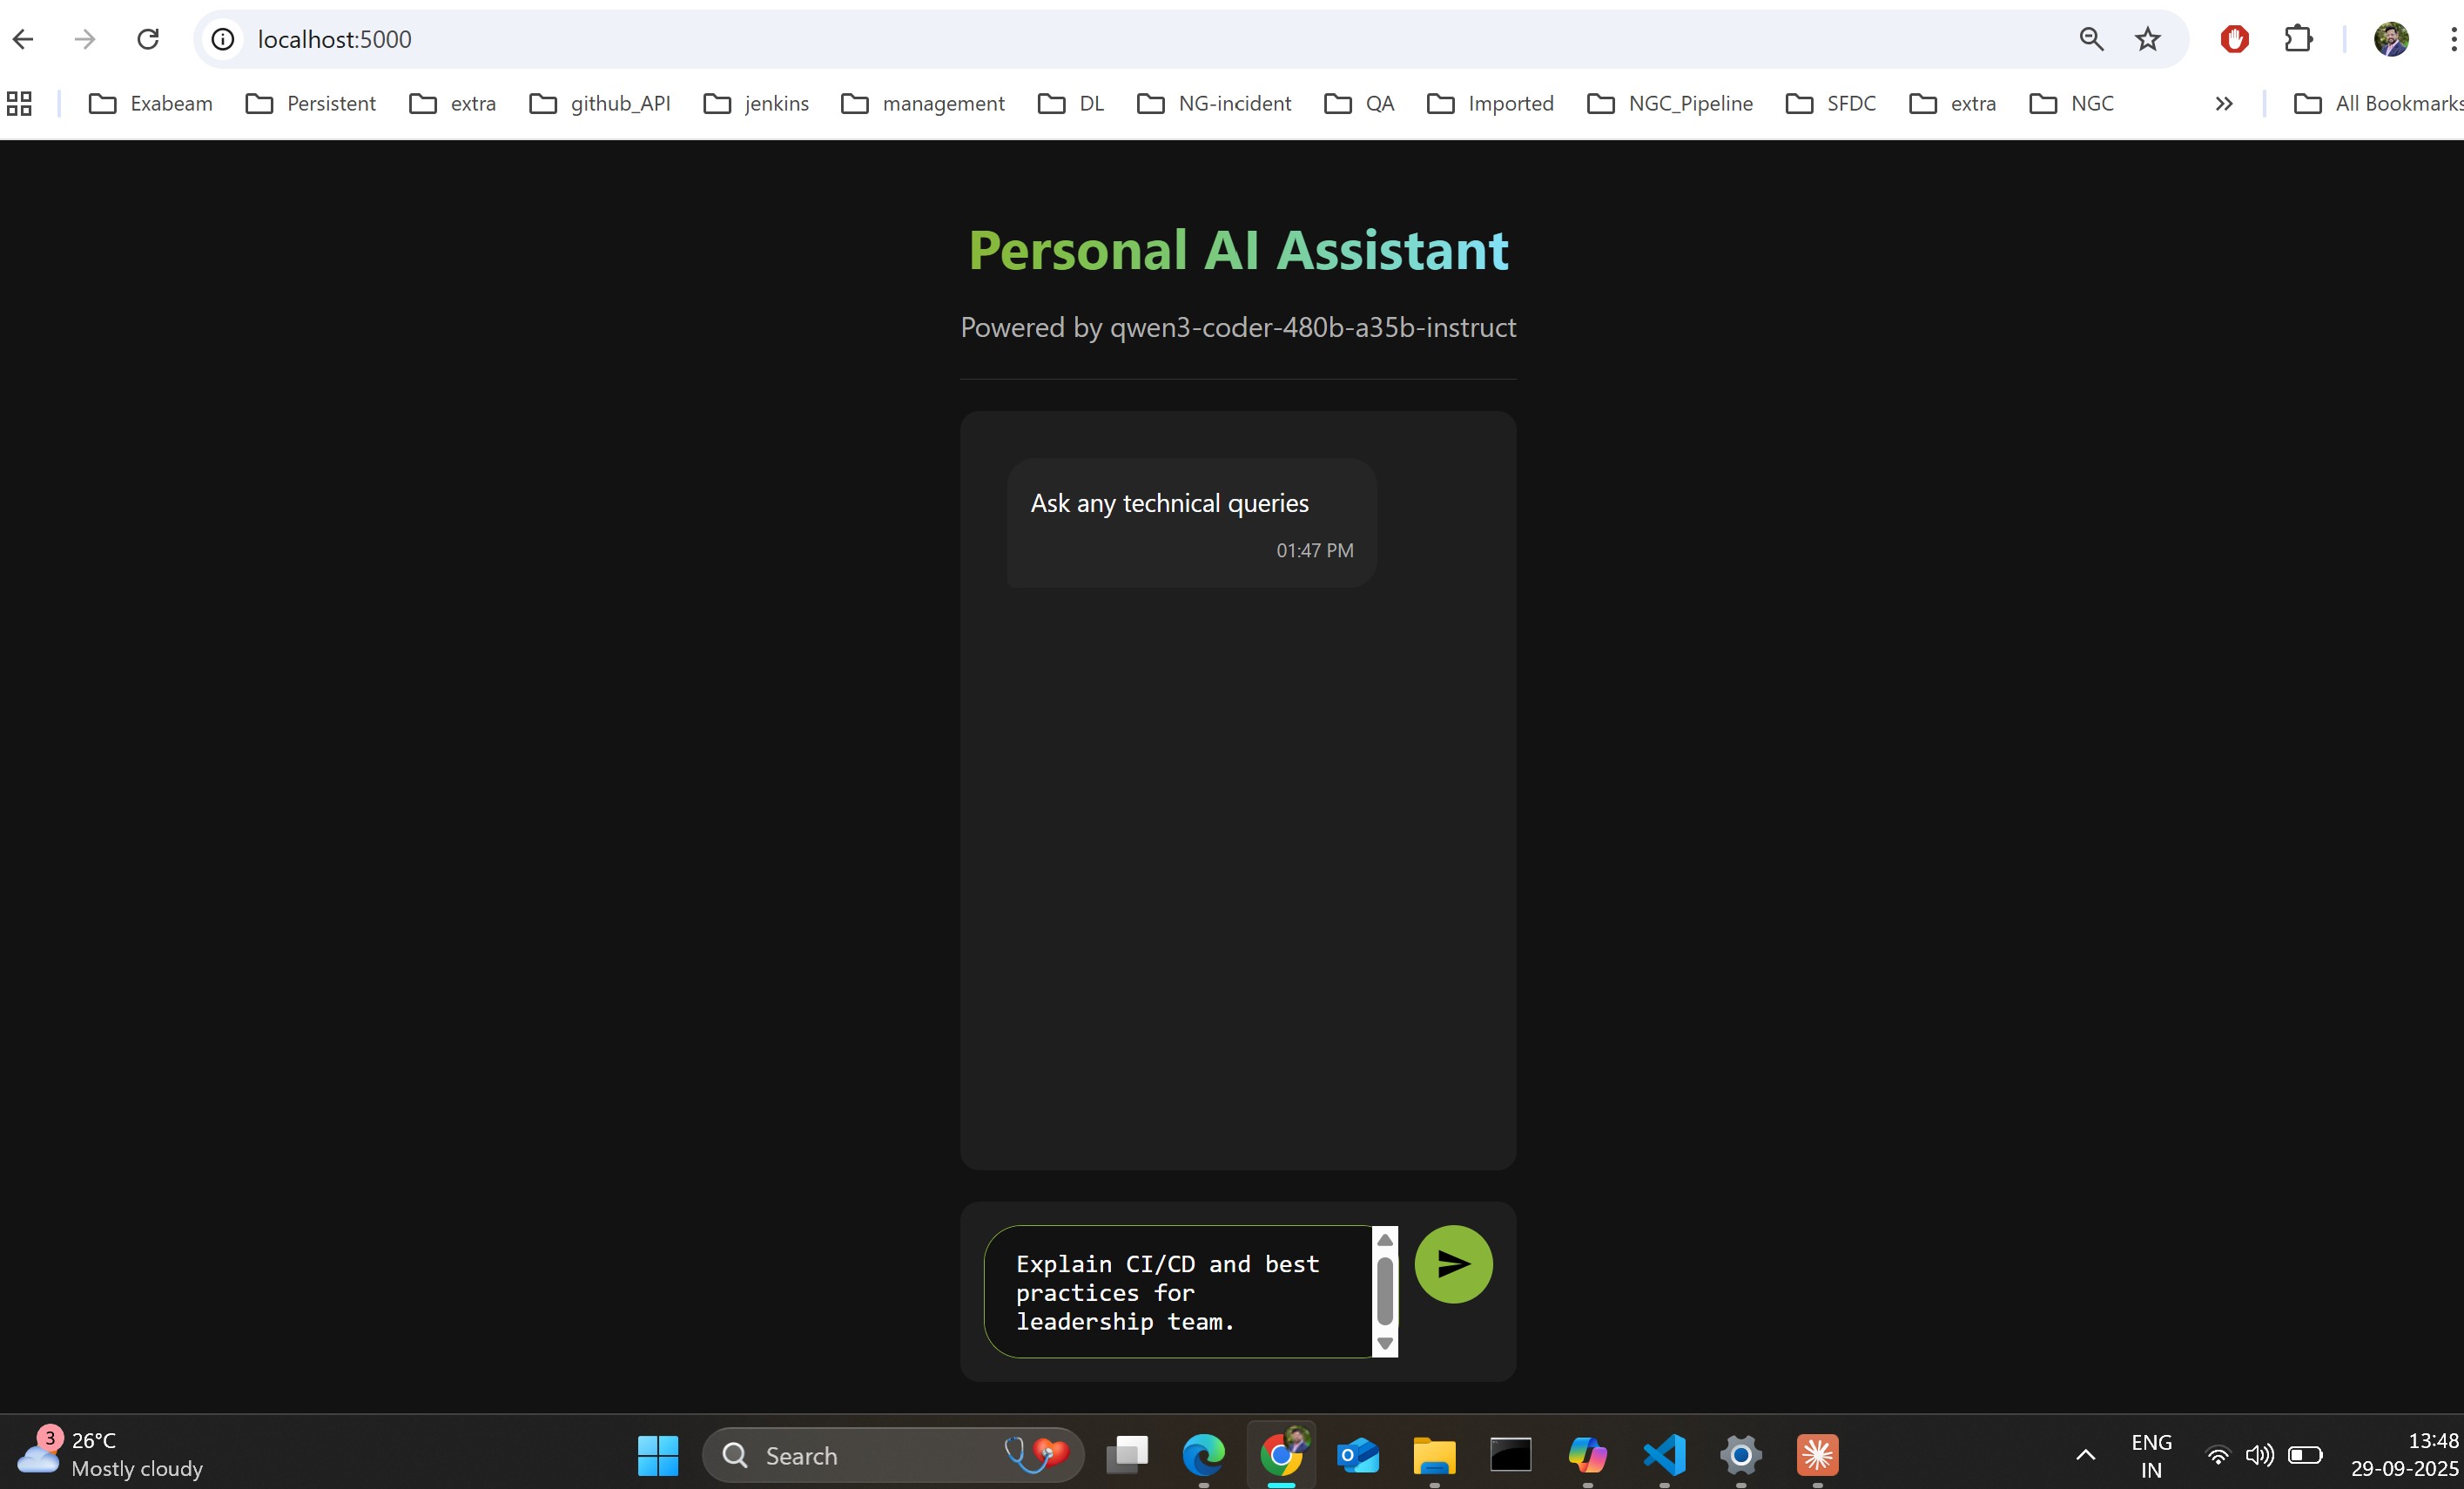 localhost:5000
Exabeam Persistent extra github_API jenkins management DL NG-incident QA Imported NGC_Pipeline SFDC extra NGC All Bookmarks
Personal AI Assistant
Powered by qwen3-coder-480b-a35b-instruct
Ask any technical queries
01:47 PM
Explain CI/CD and best
practices for
leadership team.
3
26°C
Mostly cloudy
Search
ENG
IN
13:48
29-09-2025